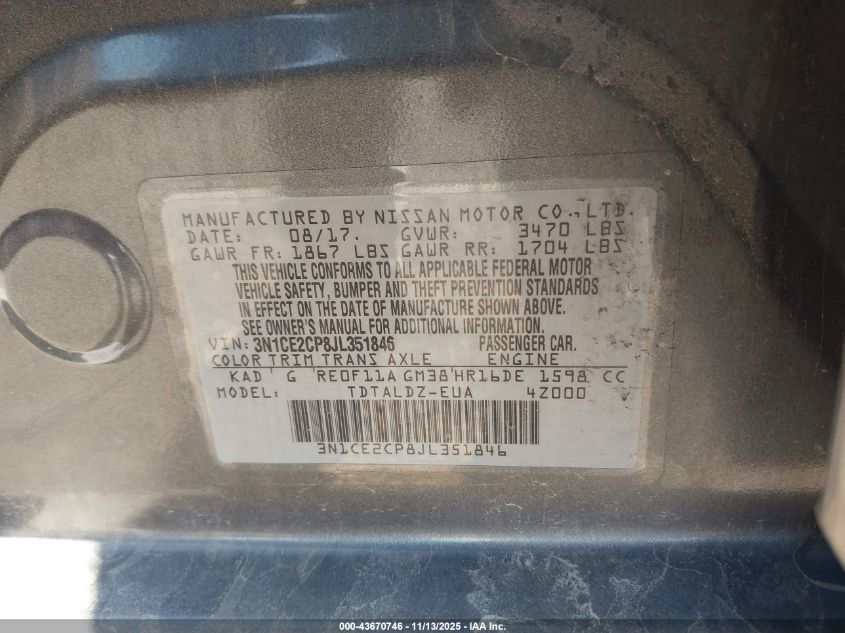 MANUFACTURED BY NISSAN MOTOR CO., LTD.
DATE: 08/17. GVWR: 3470 LBS
GAWR FR: 1867 LBS GAWR RR: 1704 LBS
THIS VEHICLE CONFORMS TO ALL APPLICABLE FEDERAL MOTOR
VEHICLE SAFETY, BUMPER AND THEFT PREVENTION STANDARDS
IN EFFECT ON THE DATE OF MANUFACTURE SHOWN ABOVE.
SEE OWNER'S MANUAL FOR ADDITIONAL INFORMATION.
VIN: 3N1CE2CP8JL351846 PASSENGER CAR.
COLOR TRIM TRANS AXLE ENGINE
KAD G RE0F11A GM38 HR16DE 1598 CC
MODEL: TDTALDZ-EUA 4Z000
3N1CE2CP8JL351846
000-43670746 - 11/13/2025 - IAA Inc.